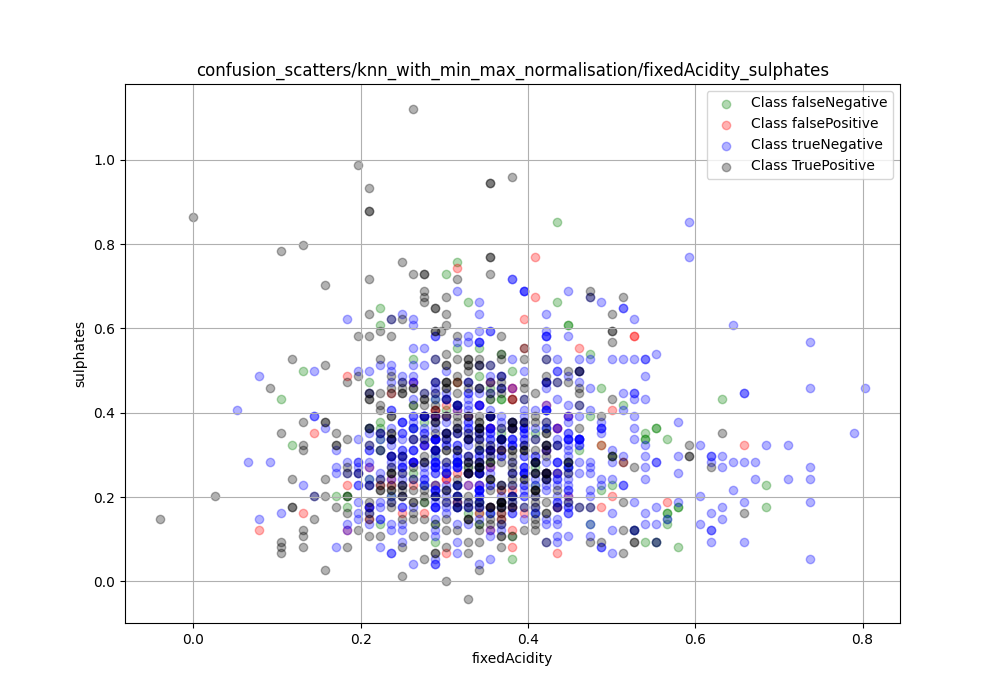 confusion_scatters/knn_with_min_max_normalisation/fixedAcidity_sulphates
Class falseNegative
Class falsePositive
Class trueNegative
Class TruePositive
1.0
0.8
0.6
0.4
0.2
0.0
sulphates
0.0 0.2 0.4 0.6 0.8
fixedAcidity